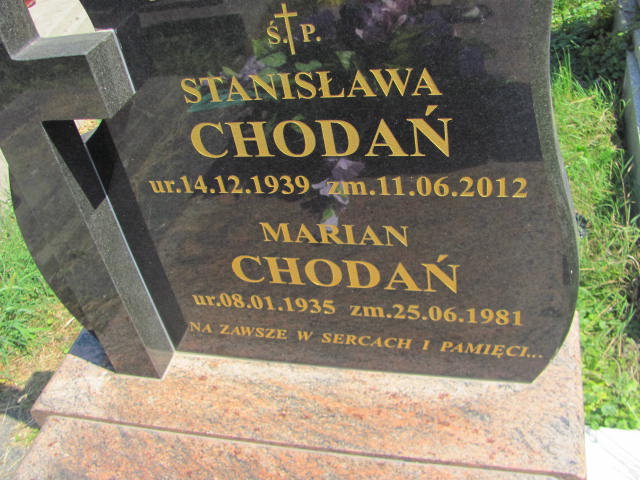 Ś.P.
STANISŁAWA
CHODAŃ
ur.14.12.1939 zm.11.06.2012
MARIAN
CHODAŃ
ur.08.01.1935 zm.25.06.1981
NA ZAWSZE W SERCACH I PAMIĘCI...